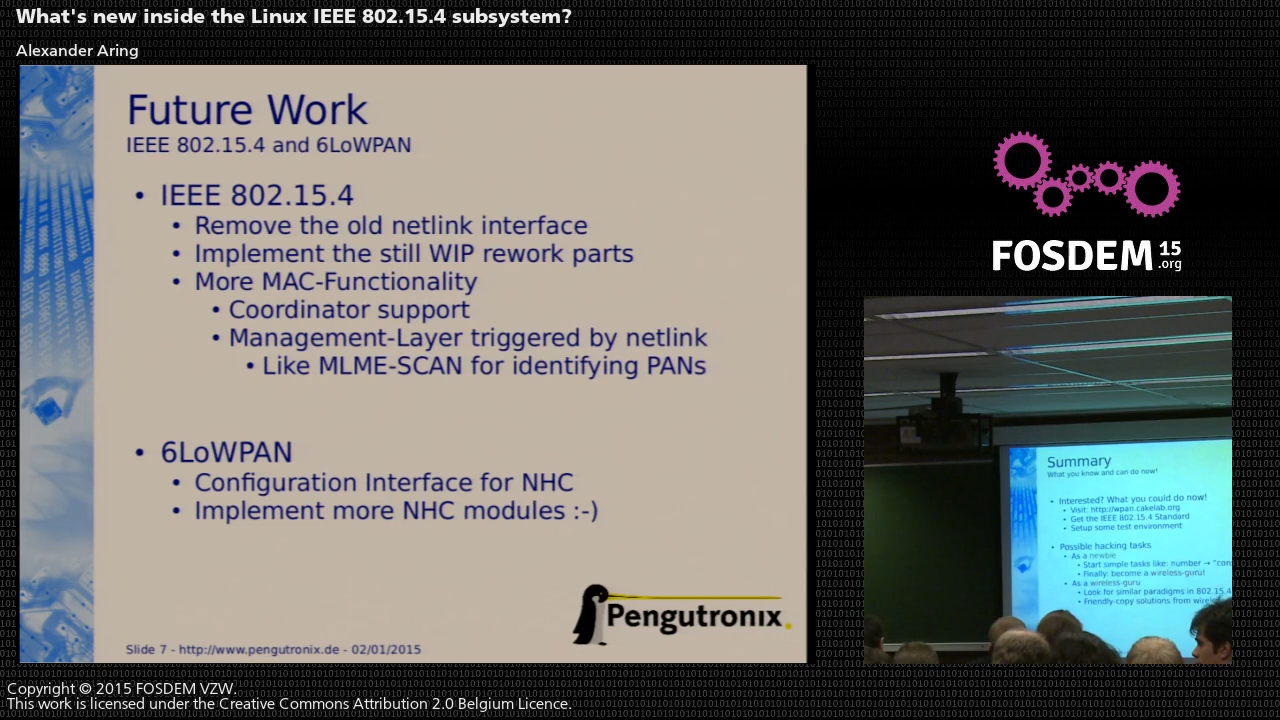 What's new inside the Linux IEEE 802.15.4 subsystem?
Alexander Aring
Future Work
IEEE 802.15.4 and 6LoWPAN
• IEEE 802.15.4
• Remove the old netlink interface
• Implement the still WIP rework parts
• More MAC-Functionality
• Coordinator support
• Management-Layer triggered by netlink
• Like MLME-SCAN for identifying PANs
• 6LoWPAN
• Configuration Interface for NHC
• Implement more NHC modules :-)
Pengutronix.
Slide 7 - http://www.pengutronix.de - 02/01/2015
FOSDEM 15 .org
Summary
What you know and can do now!
• Interested? What you could do now!
• Visit: http://wpan.cakelab.org
• Get the IEEE 802.15.4 Standard
• Setup some test environment
• Possible hacking tasks
• As a newbie
• Start simple tasks like: number → "con
• Finally: become a wireless-guru!
• As a wireless-guru
• Look for similar paradigms in 802.15.4
• Friendly-copy solutions from
Copyright © 2015 FOSDEM VZW.
This work is licensed under the Creative Commons Attribution 2.0 Belgium Licence.